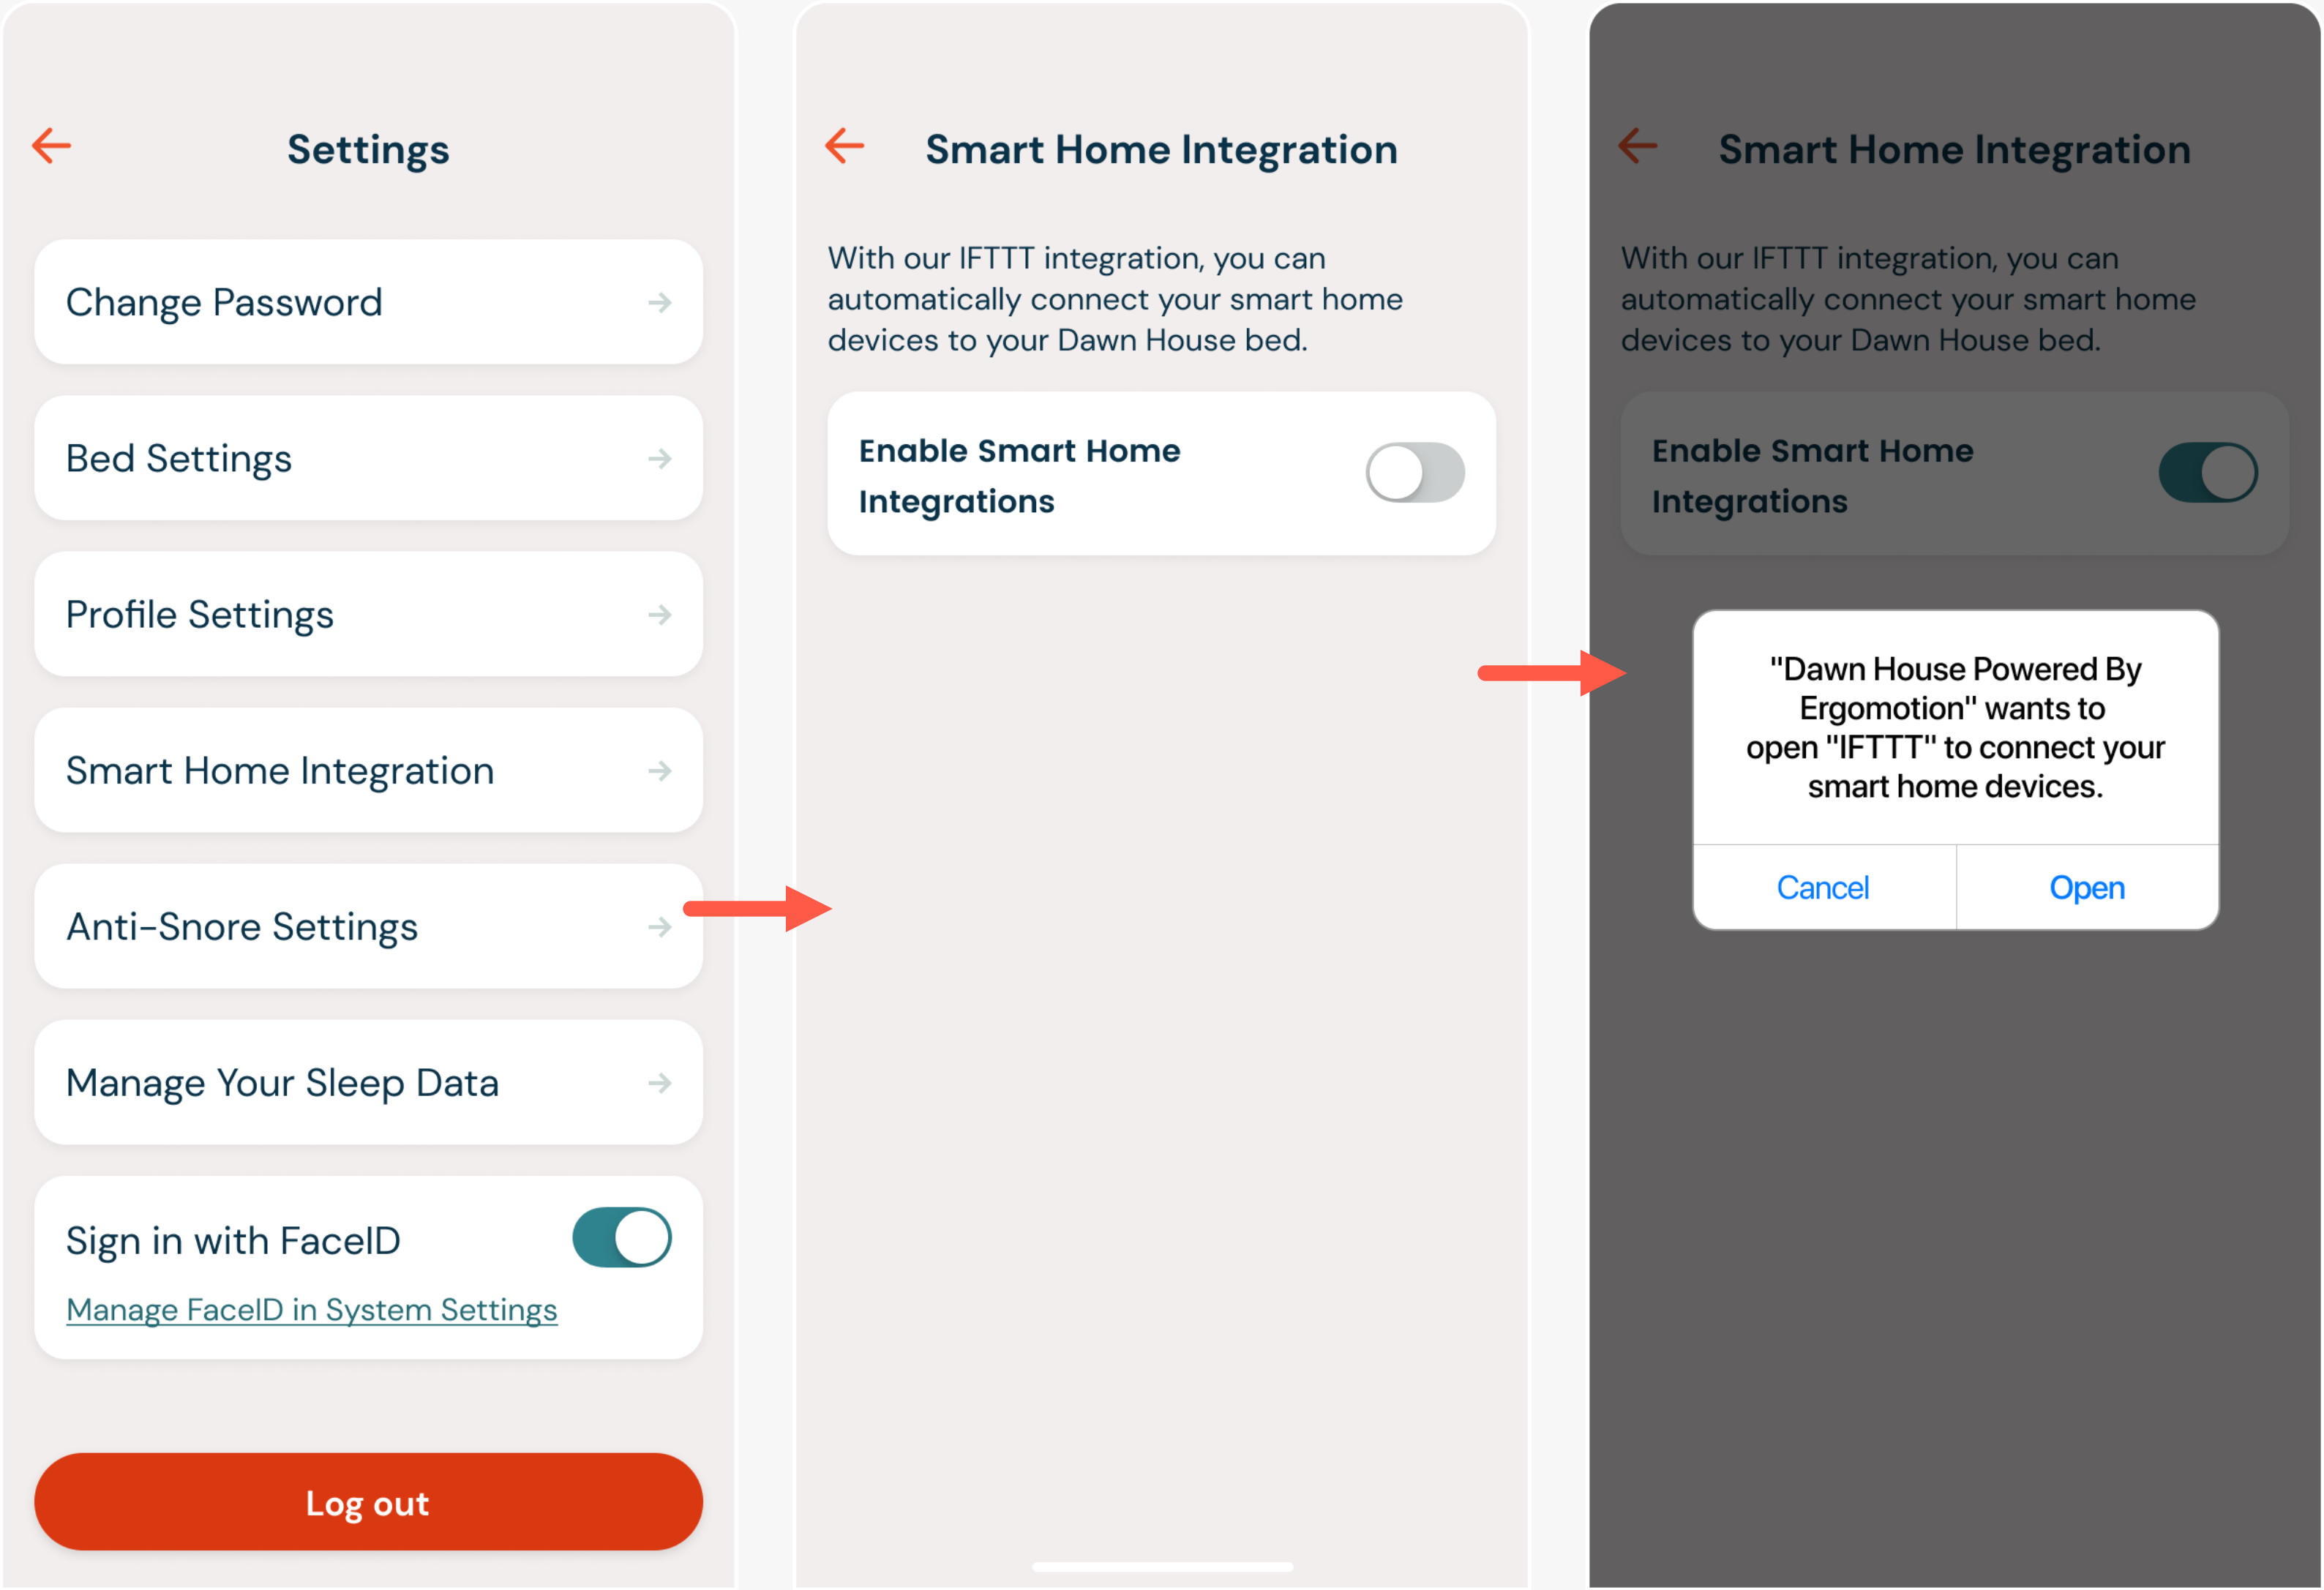 Settings
Change Password
Bed Settings
Profile Settings
Smart Home Integration
Anti-Snore Settings
Manage Your Sleep Data
Sign in with FaceID
Manage FaceID in System Settings
Log out
Smart Home Integration
With our IFTTT integration, you can
automatically connect your smart home
devices to your Dawn House bed.
Enable Smart Home
Integrations
Smart Home Integration
With our IFTTT integration, you can
automatically connect your smart home
devices to your Dawn House bed.
Enable Smart Home
Integrations
"Dawn House Powered By
Ergomotion" wants to
open "IFTTT" to connect your
smart home devices.
Cancel
Open